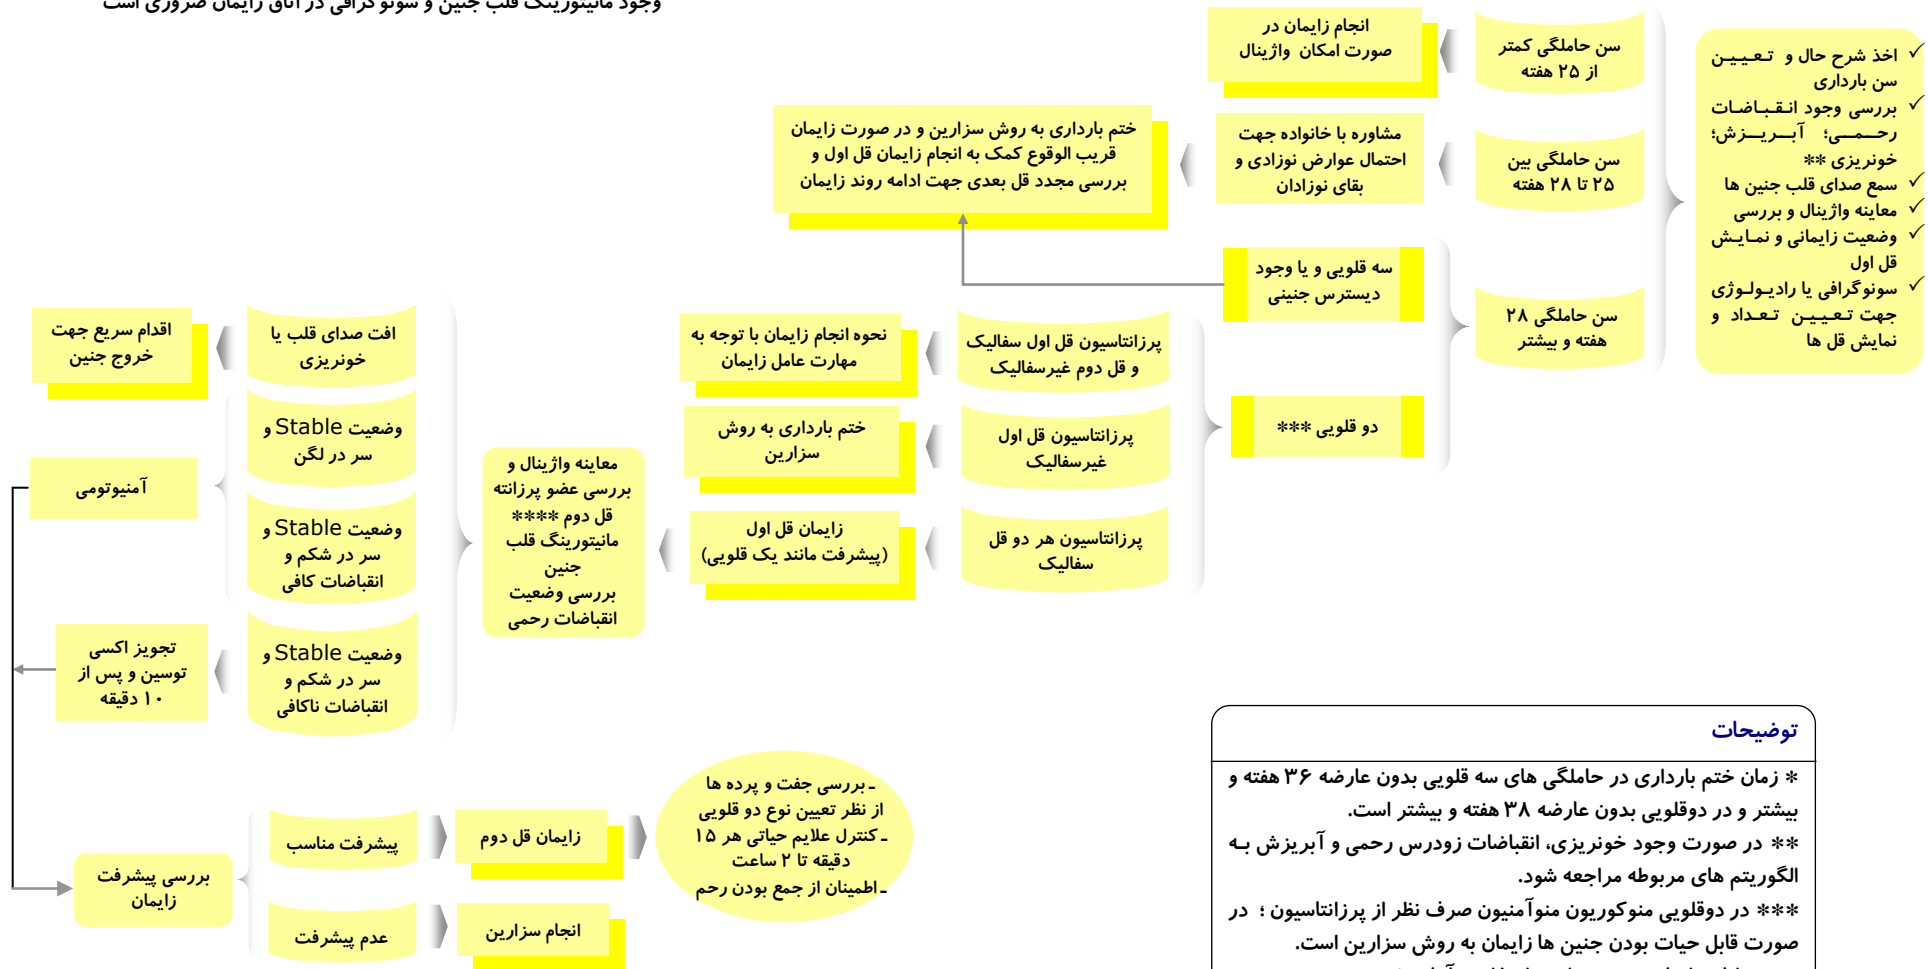 وجود مانیتورینگ قلب جنین و سونوگرافی در اتاق زایمان ضروری است
✓ اخذ شرح حال و تعیین
سن بارداری
✓ بررسی وجود انقباضات
رحمی؛ آبریزش؛
خونریزی **
✓ سمع صدای قلب جنین ها
✓ معاینه واژینال و بررسی
✓ وضعیت زایمانی و نمایش
قل اول
✓ سونوگرافی یا رادیولوژی
جهت تعیین تعداد و
نمایش قل ها
سن حاملگی کمتر
از ۲۵ هفته
انجام زایمان در
صورت امکان واژینال
سن حاملگی بین
۲۵ تا ۲۸ هفته
مشاوره با خانواده جهت
احتمال عوارض نوزادی و
بقای نوزادان
ختم بارداری به روش سزارین و در صورت زایمان
قریب الوقوع کمک به انجام زایمان قل اول و
بررسی مجدد قل بعدی جهت ادامه روند زایمان
سن حاملگی ۲۸
هفته و بیشتر
سه قلویی و یا وجود
دیسترس جنینی
دو قلویی ***
پرزانتاسیون قل اول سفالیک
و قل دوم غیرسفالیک
نحوه انجام زایمان با توجه به
مهارت عامل زایمان
پرزانتاسیون قل اول
غیرسفالیک
ختم بارداری به روش
سزارین
پرزانتاسیون هر دو قل
سفالیک
زایمان قل اول
(پیشرفت مانند یک قلویی)
معاینه واژینال و
بررسی عضو پرزانته
قل دوم ****
مانیتورینگ قلب
جنین
بررسی وضعیت
انقباضات رحمی
افت صدای قلب یا
خونریزی
اقدام سریع جهت
خروج جنین
وضعیت Stable و
سر در لگن
وضعیت Stable و
سر در شکم و
انقباضات کافی
آمنیوتومی
وضعیت Stable و
سر در شکم و
انقباضات ناکافی
تجویز اکسی
توسین و پس از
۱۰ دقیقه
بررسی پیشرفت
زایمان
پیشرفت مناسب
زایمان قل دوم
ـ بررسی جفت و پرده ها
از نظر تعیین نوع دو قلویی
ـ کنترل علایم حیاتی هر ۱۵
دقیقه تا ۲ ساعت
ـ اطمینان از جمع بودن رحم
عدم پیشرفت
انجام سزارین
توضیحات
* زمان ختم بارداری در حاملگی های سه قلویی بدون عارضه ۳۶ هفته و
بیشتر و در دوقلویی بدون عارضه ۳۸ هفته و بیشتر است.
** در صورت وجود خونریزی، انقباضات زودرس رحمی و آبریزش به
الگوریتم های مربوطه مراجعه شود.
*** در دوقلویی منوکوریون منوآمنیون صرف نظر از پرزانتاسیون ؛ در
صورت قابل حیات بودن جنین ها زایمان به روش سزارین است.